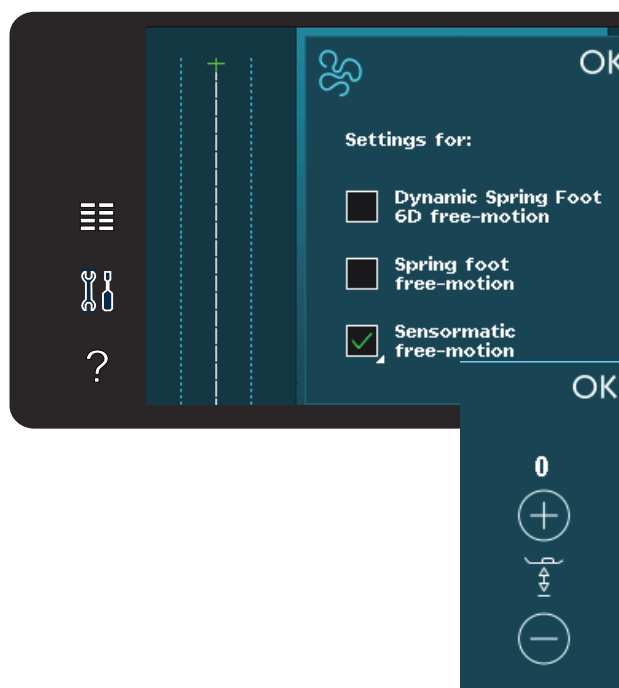 OK
Settings for:
Dynamic Spring Foot
6D free-motion
Spring foot
free-motion
Sensormatic
free-motion
?
OK
0